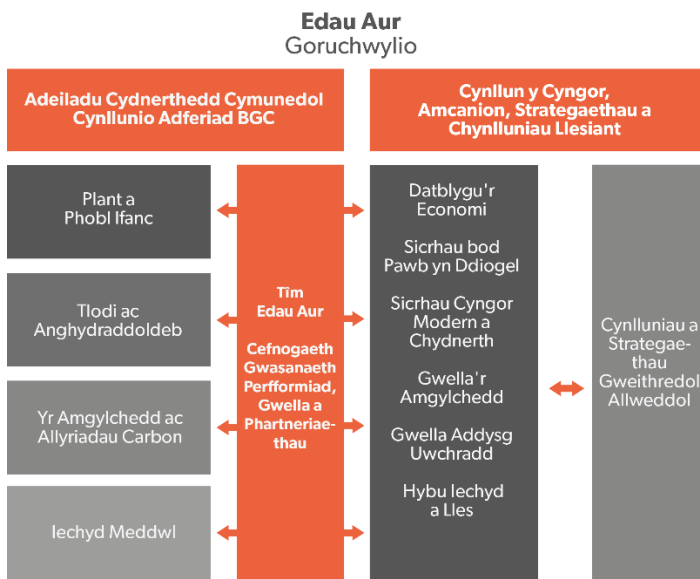 Edau Aur
Goruchwylio
Adeiladu Cydnerthedd Cymunedol
Cynllunio Adferiad BGC
Cynllun y Cyngor,
Amcanion, Strategaethau a
Chynlluniau Llesiant
Plant a
Phobl Ifanc
Tlodi ac
Anghydraddoldeb
Yr Amgylchedd ac
Allyriadau Carbon
Iechyd Meddwl
Tîm
Edau Aur
Cefnogaeth
Gwasanaeth
Perfformiad,
Gwella a
Phartneriae-
thau
Datblygu'r
Economi
Sicrhau bod
Pawb yn Ddiogel
Sicrhau Cyngor
Modern a
Chydnerth
Gwella'r
Amgylchedd
Gwella Addysg
Uwchradd
Hybu Iechyd
a Lles
Cynlluniau a
Strategae-
thau
Gweithredol
Allweddol